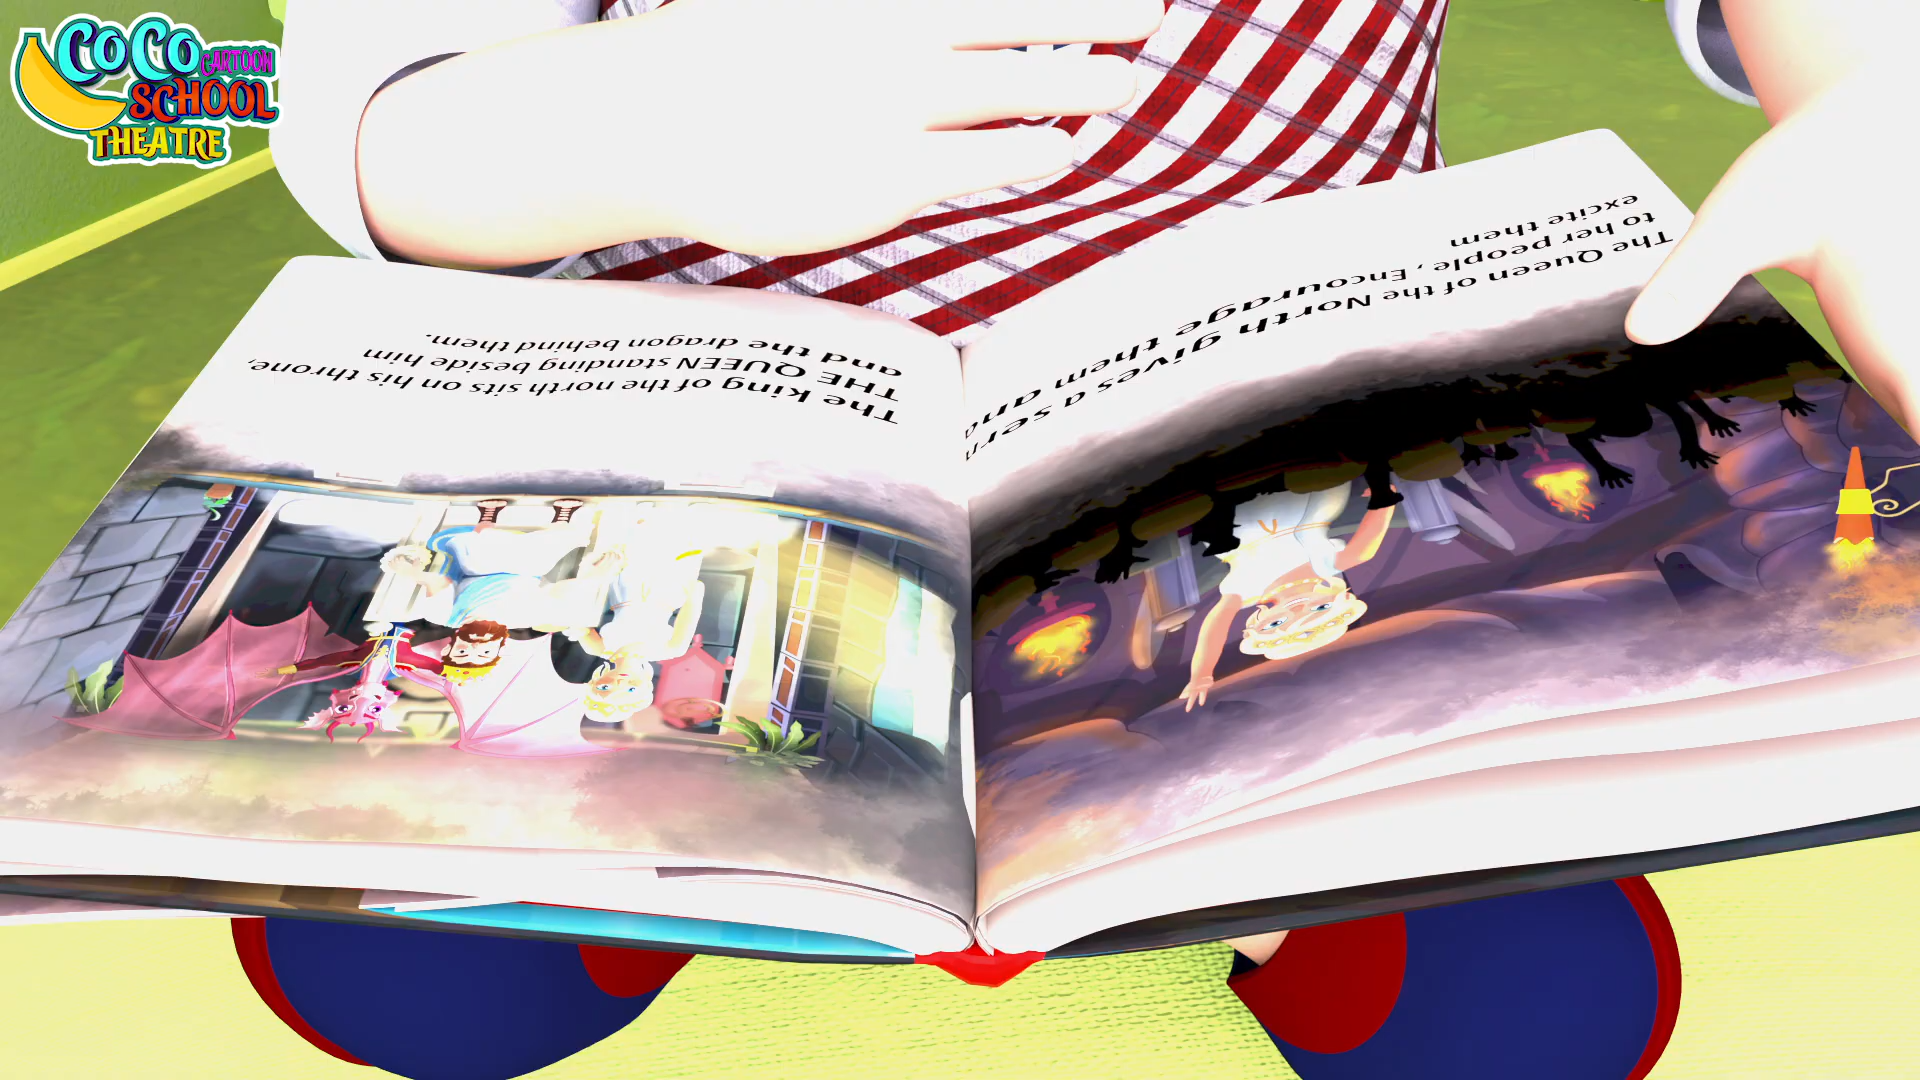 COCO CARTOON
SCHOOL
THEATRE
The Queen of the North gives a
to her people, Encourage them and
excite them
The king of the north sits on his throne,
THE QUEEN standing beside him
and the dragon behind them.